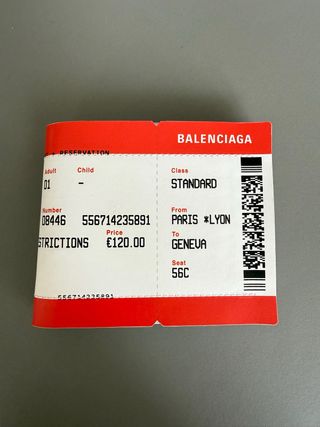 BALENCIAGA
RESERVATION
Adult Child
01 -
Number
08446 556714235891
Price
STRICTIONS €120.00
Class
STANDARD
From
PARIS *LYON
To
GENEVA
Seat
56C
556714235891